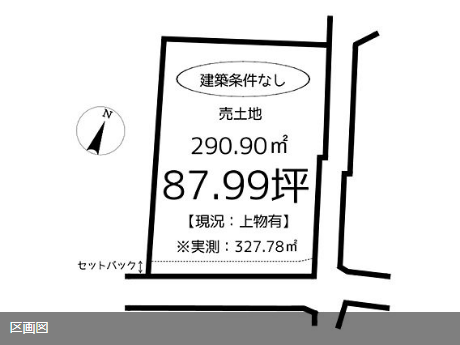 建築条件なし
売土地
290.90㎡
87.99坪
【現況：上物有】
※実測：327.78㎡
N
セットバック
区画図